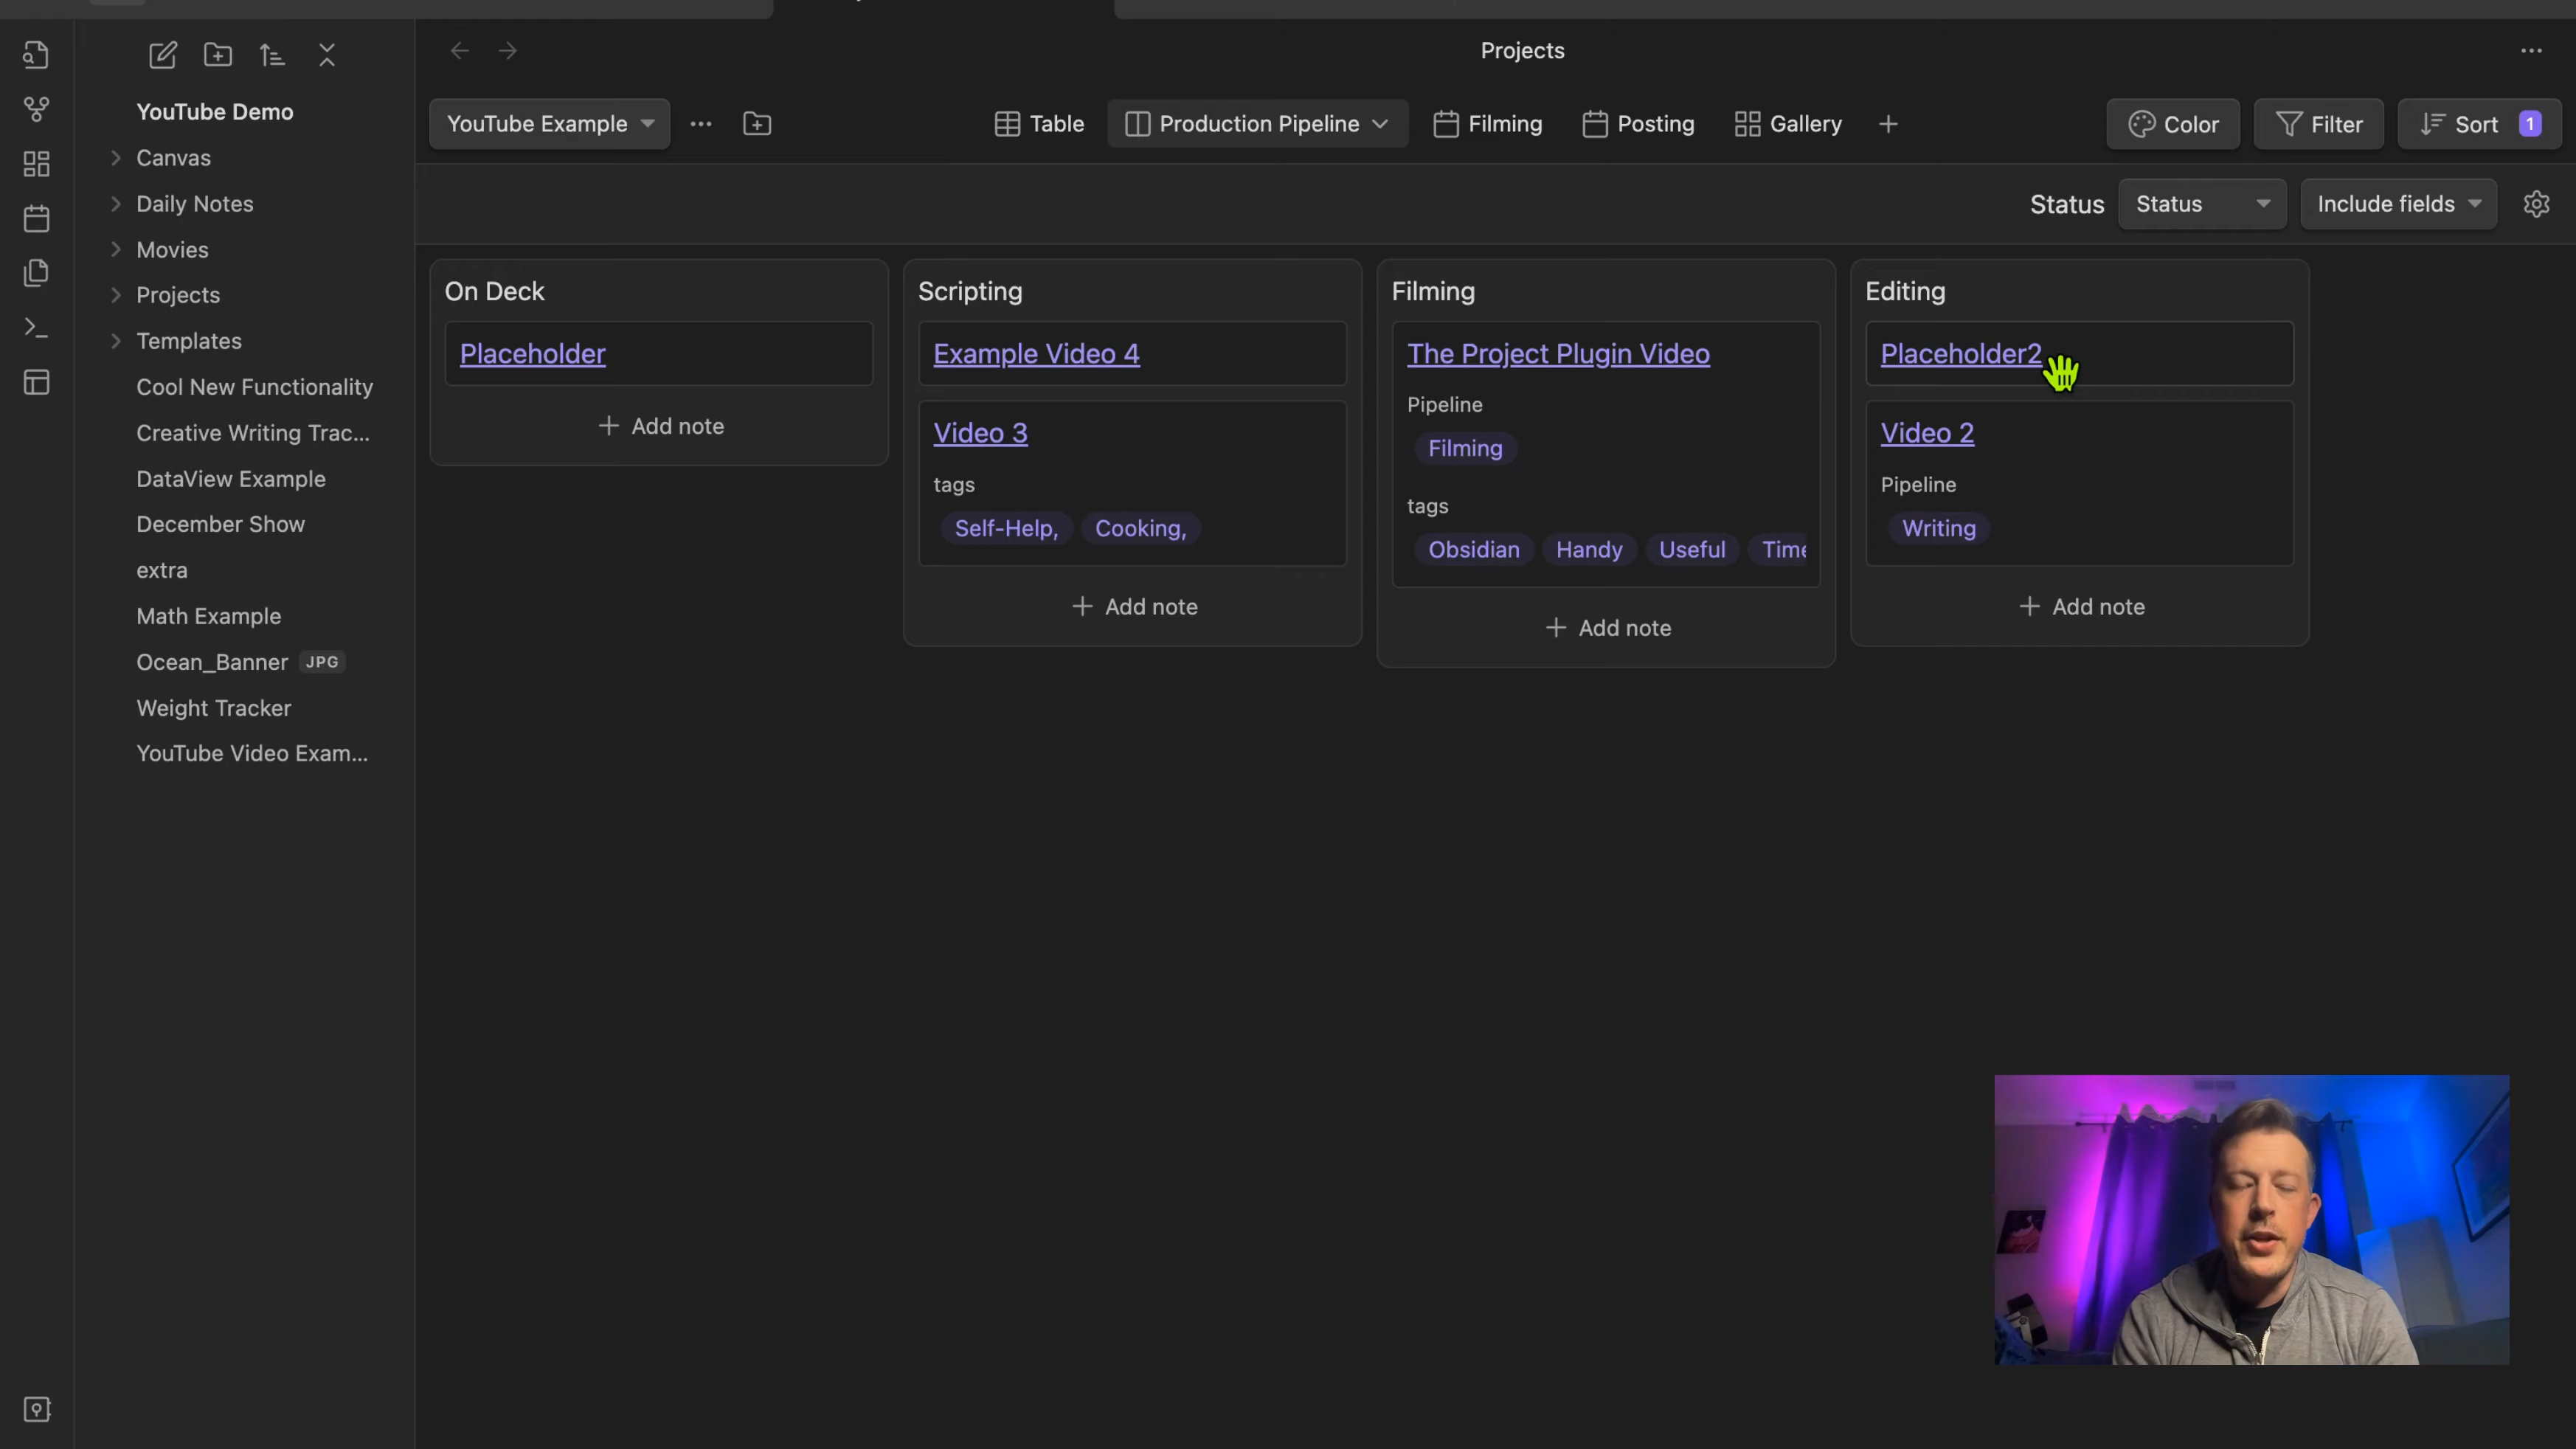 Projects
YouTube Demo
Canvas
Daily Notes
Movies
Projects
Templates
Cool New Functionality
Creative Writing Trac...
DataView Example
December Show
extra
Math Example
Ocean_Banner JPG
Weight Tracker
YouTube Video Exam...
YouTube Example
Table Production Pipeline Filming Posting Gallery
Color Filter Sort 1
Status Status Include fields
On Deck
Placeholder
Add note
Scripting
Example Video 4
Video 3
tags
Self-Help, Cooking,
Add note
Filming
The Project Plugin Video
Pipeline
Filming
tags
Obsidian Handy Useful Time
Add note
Editing
Placeholder2
Video 2
Pipeline
Writing
Add note